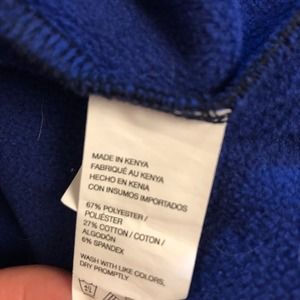 MADE IN KENYA
FABRIQUÉ AU KENYA
HECHO EN KENIA
CON INSUMOS IMPORTADOS
67% POLYESTER /
POLIÉSTER
27% COTTON / COTON /
ALGODÓN
6% SPANDEX
WASH WITH LIKE COLORS,
DRY PROMPTLY